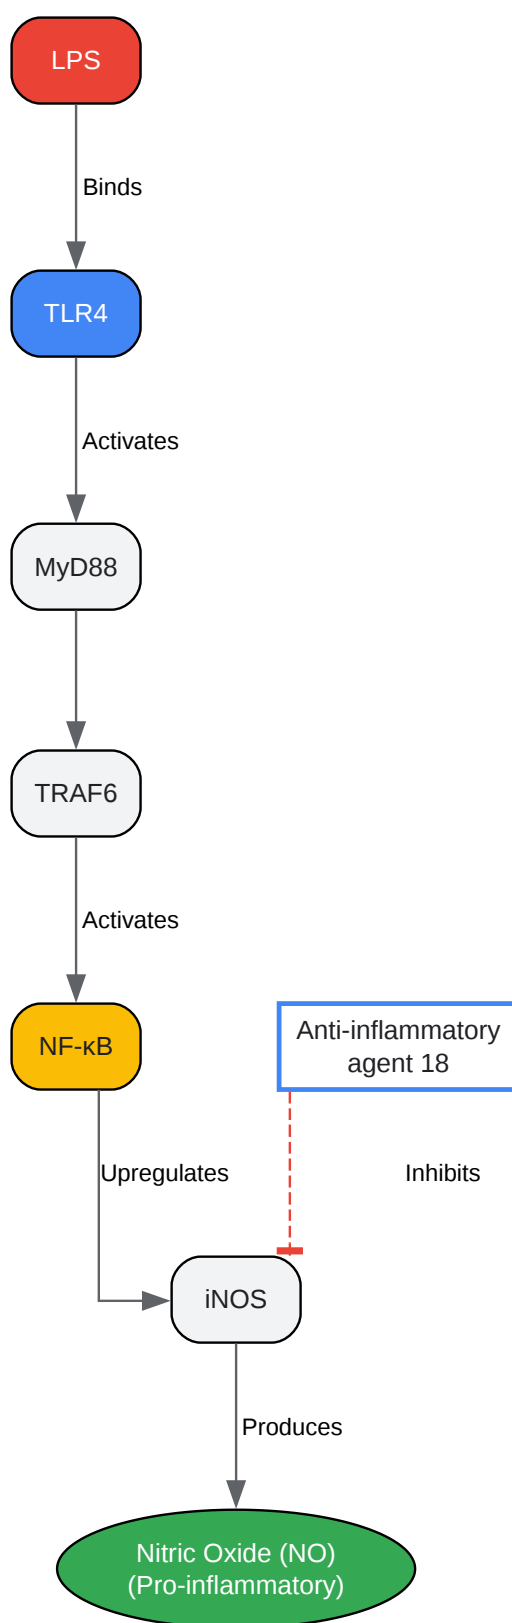 LPS
Binds
TLR4
Activates
MyD88
TRAF6
Activates
NF-κB
Anti-inflammatory
agent 18
Upregulates
Inhibits
iNOS
Produces
Nitric Oxide (NO)
(Pro-inflammatory)